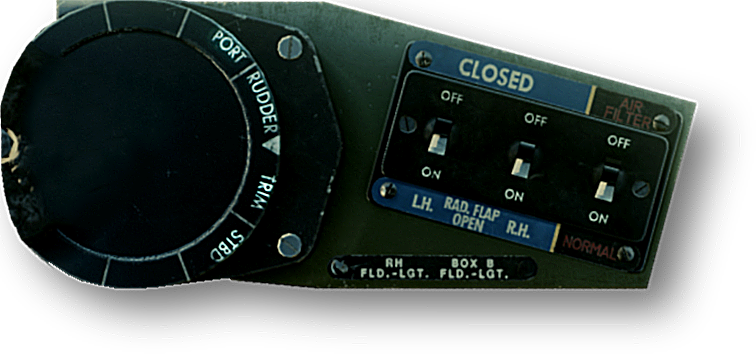 PORT
RUDDER
TRIM
STBD
CLOSED
AIR
FILTER
OFF
OFF
OFF
ON
ON
ON
L.H.
RAD. FLAP
OPEN
R.H.
NORMAL
RH
FLD.-LGT.
BOX B
FLD.-LGT.